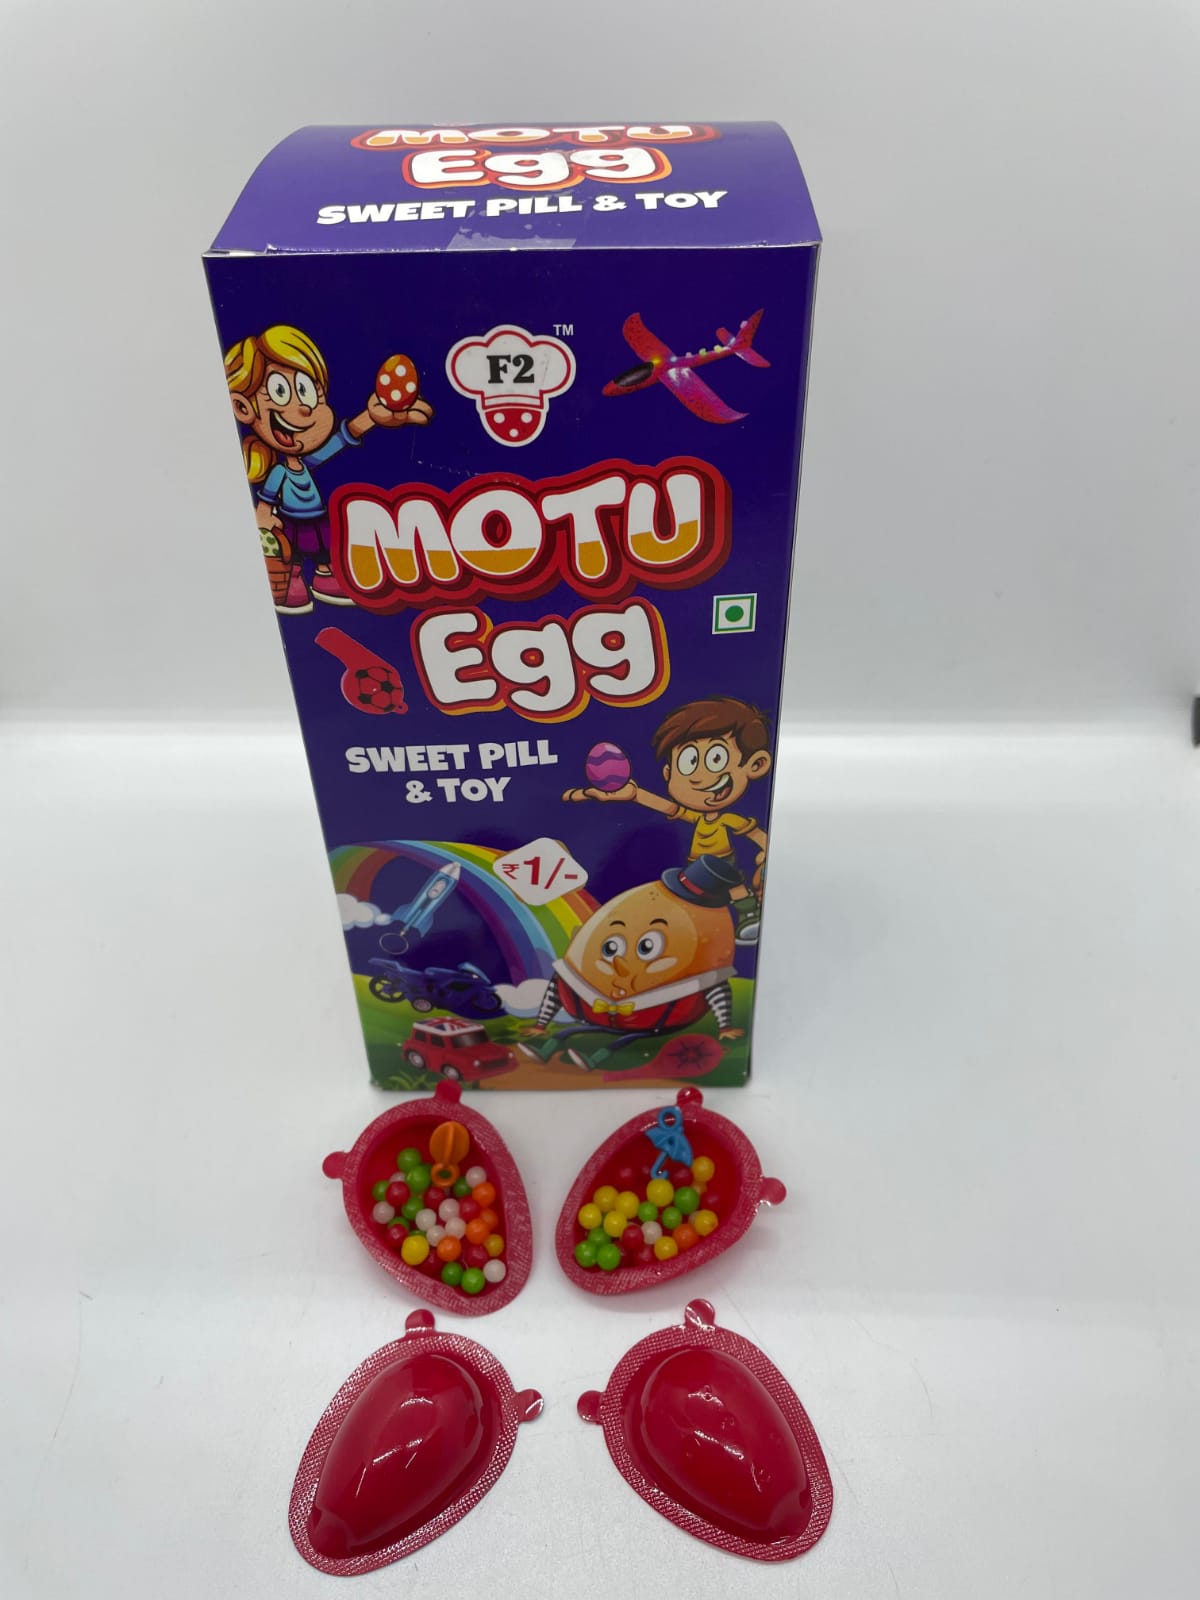 MOTU
Egg
SWEET PILL & TOY
F2
TM
MOTU
Egg
SWEET PILL
& TOY
₹1/-